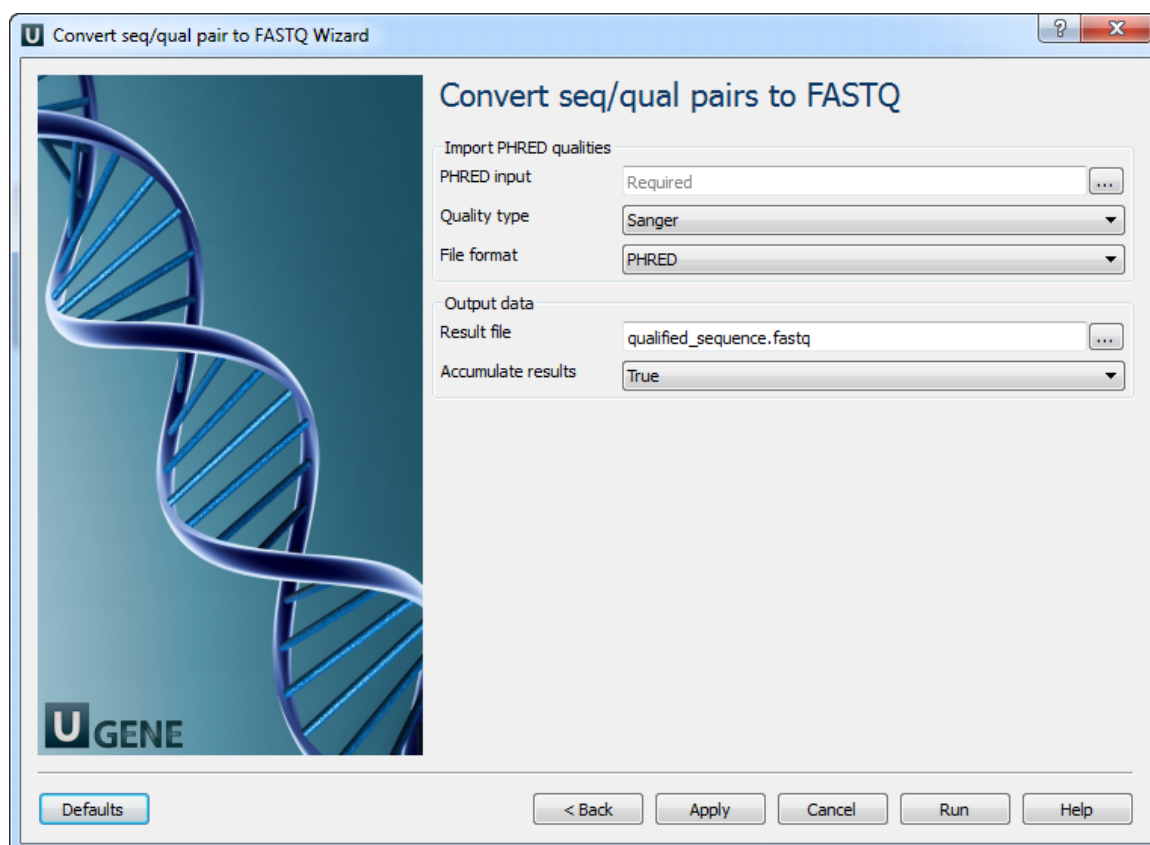 U Convert seq/qual pair to FASTQ Wizard
? X
Convert seq/qual pairs to FASTQ
Import PHRED qualities
PHRED input Required ...
Quality type Sanger
File format PHRED
Output data
Result file qualified_sequence.fastq ...
Accumulate results True
U GENE
Defaults < Back Apply Cancel Run Help